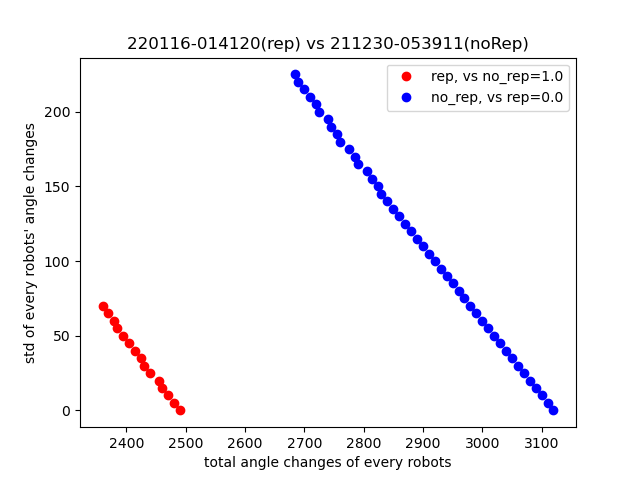 220116-014120(rep) vs 211230-053911(noRep)
rep, vs no_rep=1.0
no_rep, vs rep=0.0
std of every robots' angle changes
200
150
100
50
0
2400 2500 2600 2700 2800 2900 3000 3100
total angle changes of every robots